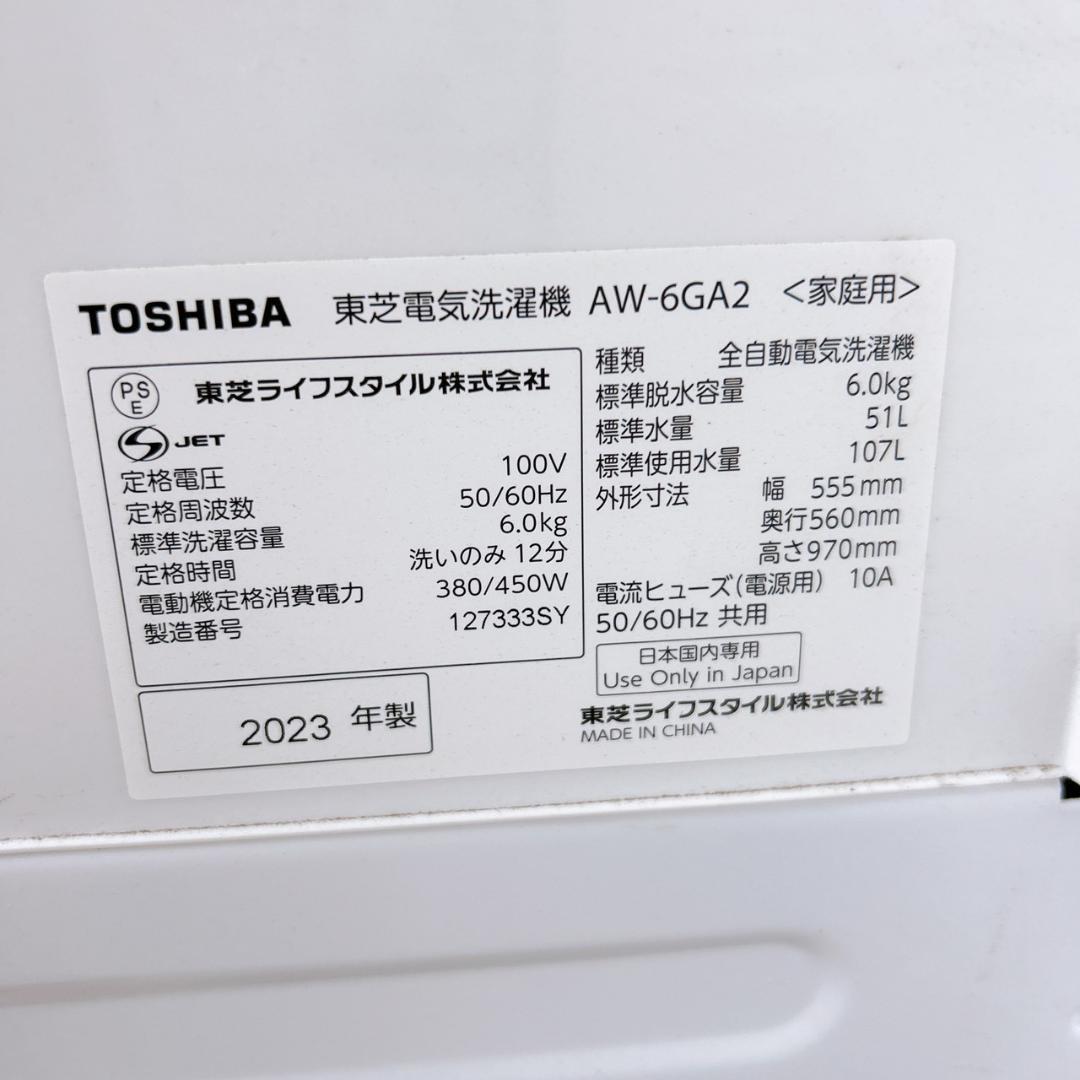 TOSHIBA 東芝電気洗濯機 AW-6GA2 <家庭用>
PS
E
東芝ライフスタイル株式会社
S JET
定格電圧 100V
定格周波数 50/60Hz
標準洗濯容量 6.0kg
定格時間 洗いのみ 12分
電動機定格消費電力 380/450W
製造番号 127333SY
2023 年製
種類 全自動電気洗濯機
標準脱水容量 6.0kg
標準水量 51L
標準使用水量 107L
外形寸法 幅 555mm
奥行560mm
高さ970mm
電流ヒューズ(電源用) 10A
50/60Hz 共用
日本国内専用
Use Only in Japan
東芝ライフスタイル株式会社
MADE IN CHINA